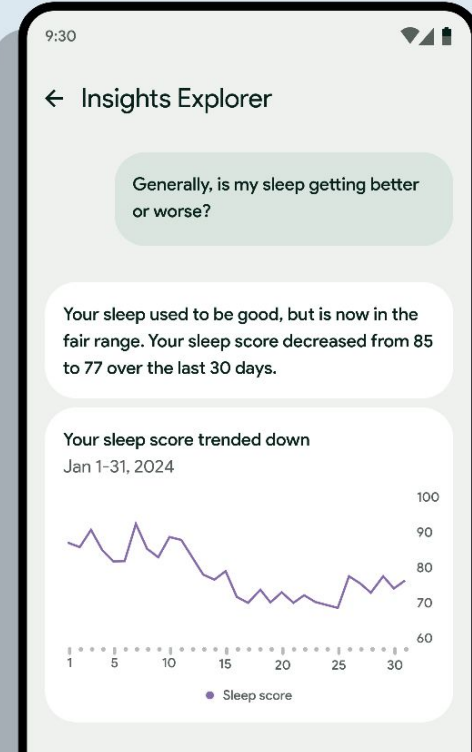 9:30
Insights Explorer
Generally, is my sleep getting better
or worse?
Your sleep used to be good, but is now in the
fair range. Your sleep score decreased from 85
to 77 over the last 30 days.
Your sleep score trended down
Jan 1-31, 2024
100
90
80
70
60
1 5 10 15 20 25 30
Sleep score